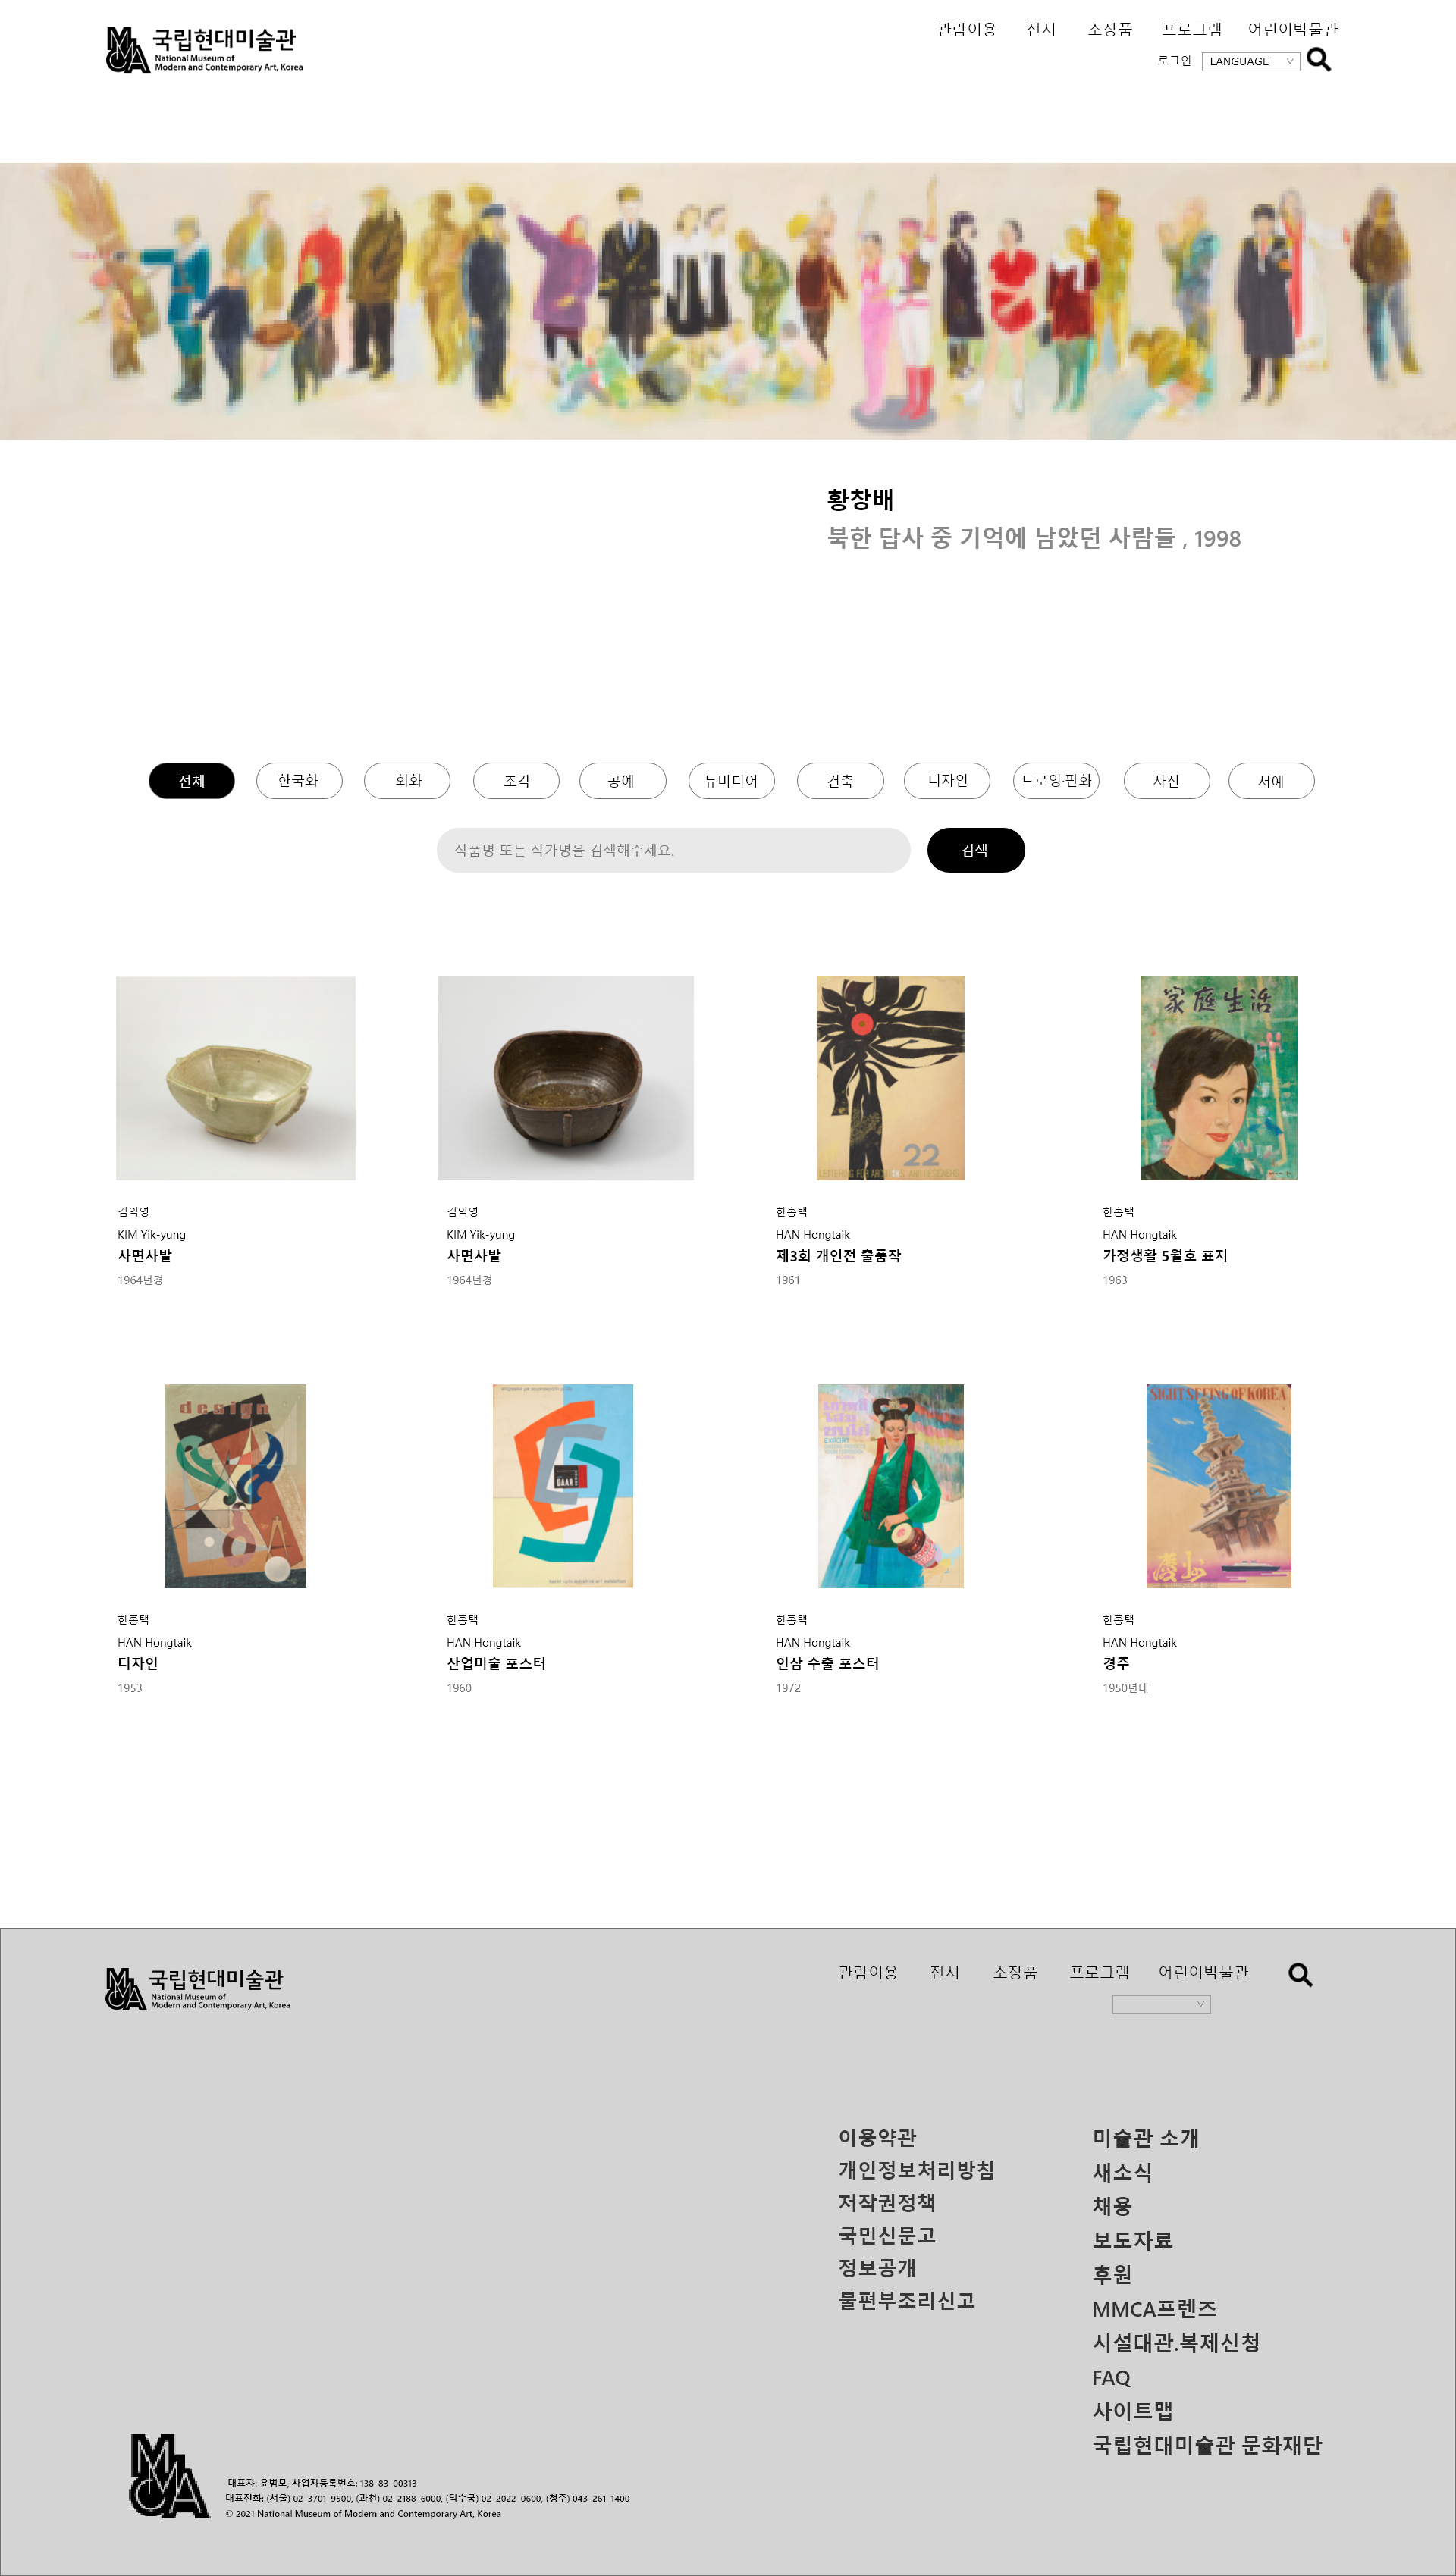 국립현대미술관
National Museum of
Modern and Contemporary Art, Korea
관람이용 전시 소장품 프로그램 어린이박물관
로그인 LANGUAGE
황창배
북한 답사 중 기억에 남았던 사람들 , 1998
전체 한국화 회화 조각 공예 뉴미디어 건축 디자인 드로잉·판화 사진 서예
작품명 또는 작가명을 검색해주세요. 검색
22
家庭生活
김익영
KIM Yik-yung
사면사발
1964년경
김익영
KIM Yik-yung
사면사발
1964년경
한홍택
HAN Hongtaik
제3회 개인전 출품작
1961
한홍택
HAN Hongtaik
가정생활 5월호 표지
1963
design
SIGHT SEEING OF KOREA
한홍택
HAN Hongtaik
디자인
1953
한홍택
HAN Hongtaik
산업미술 포스터
1960
한홍택
HAN Hongtaik
인삼 수출 포스터
1972
한홍택
HAN Hongtaik
경주
1950년대
국립현대미술관
National Museum of
Modern and Contemporary Art, Korea
관람이용 전시 소장품 프로그램 어린이박물관
이용약관
개인정보처리방침
저작권정책
국민신문고
정보공개
불편부조리신고
미술관 소개
새소식
채용
보도자료
후원
MMCA프렌즈
시설대관.복제신청
FAQ
사이트맵
국립현대미술관 문화재단
MMCA
대표자: 윤범모, 사업자등록번호: 138-83-00313
대표전화: (서울) 02-3701-9500, (과천) 02-2188-6000, (덕수궁) 02-2022-0600, (청주) 043-261-1400
© 2021 National Museum of Modern and Contemporary Art, Korea